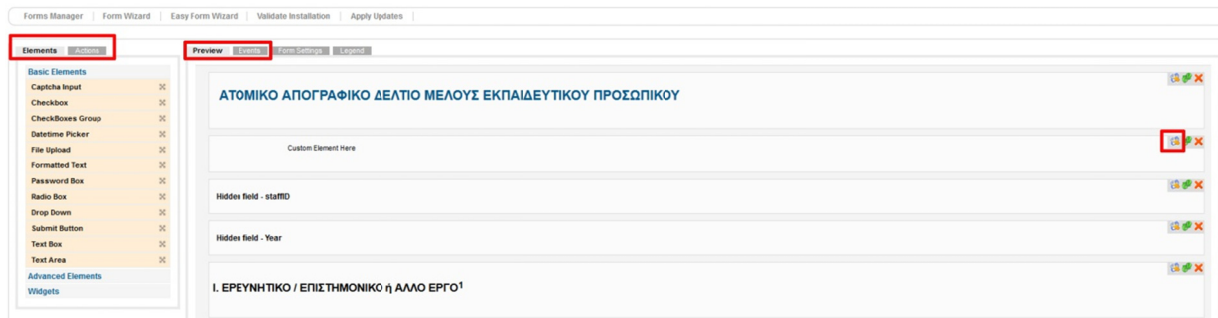 Forms Manager | Form Wizard | Easy Form Wizard | Validate Installation | Apply Updates |
Elements Actions
Preview Events Form Settings Legend
Basic Elements
Captcha Input
Checkbox
CheckBoxes Group
Datetime Picker
File Upload
Formatted Text
Password Box
Radio Box
Drop Down
Submit Button
Text Box
Text Area
Advanced Elements
Widgets
ΑΤΟΜΙΚΟ ΑΠΟΓΡΑΦΙΚΟ ΔΕΛΤΙΟ ΜΕΛΟΥΣ ΕΚΠΑΙΔΕΥΤΙΚΟΥ ΠΡΟΣΩΠΙΚΟΥ
Custom Element Here
Hidden field - staffID
Hidden field - Year
Ι. ΕΡΕΥΝΗΤΙΚΟ / ΕΠΙΣΤΗΜΟΝΙΚΟ ή ΑΛΛΟ ΕΡΓΟ¹